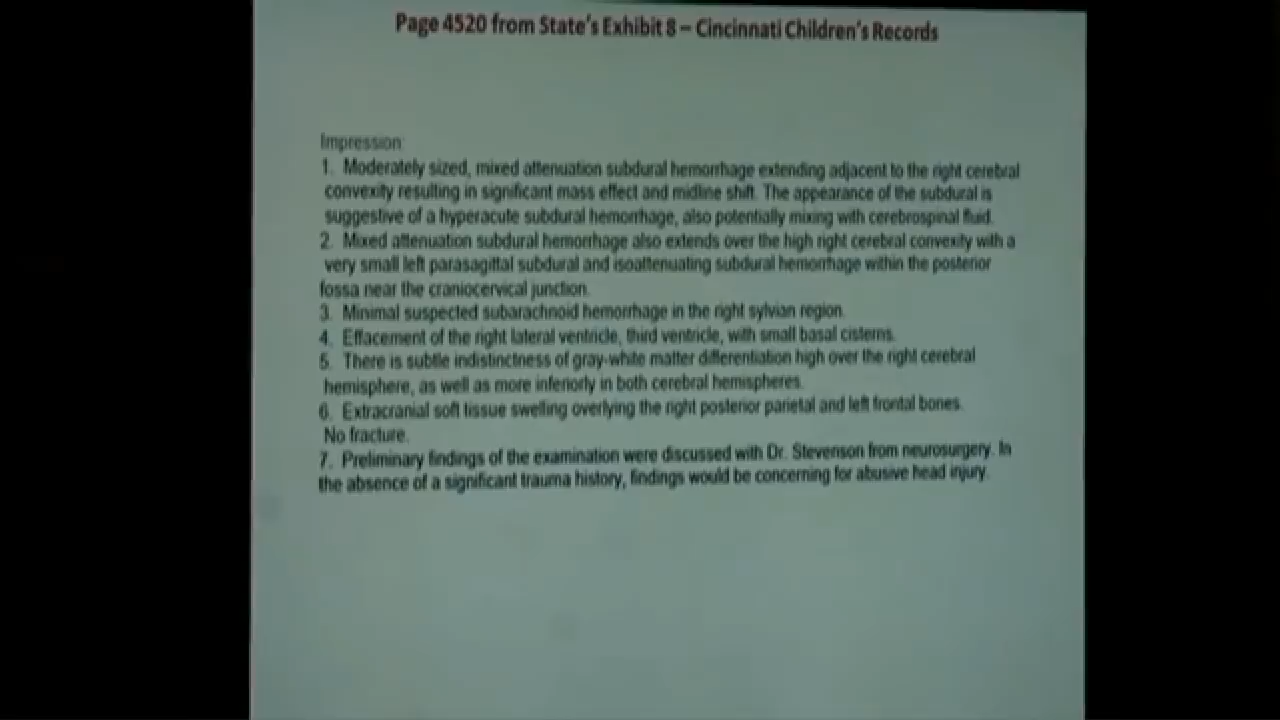 Page 4520 from State's Exhibit 8 – Cincinnati Children's Records
Impression:
1. Moderately sized, mixed attenuation subdural hemorrhage extending adjacent to the right cerebral
convexity resulting in significant mass effect and midline shift. The appearance of the subdural is
suggestive of a hyperacute subdural hemorrhage, also potentially mixing with cerebrospinal fluid.
2. Mixed attenuation subdural hemorrhage also extends over the high right cerebral convexity with a
very small left parasagittal subdural and isoattenuating subdural hemorrhage within the posterior
fossa near the craniocervical junction.
3. Minimal suspected subarachnoid hemorrhage in the right sylvian region.
4. Effacement of the right lateral ventricle, third ventricle, with small basal cisterns.
5. There is subtle indistinctness of gray-white matter differentiation high over the right cerebral
hemisphere, as well as more inferiorly in both cerebral hemispheres.
6. Extracranial soft tissue swelling overlying the right posterior parietal and left frontal bones.
No fracture.
7. Preliminary findings of the examination were discussed with Dr. Stevenson from neurosurgery. In
the absence of a significant trauma history, findings would be concerning for abusive head injury.